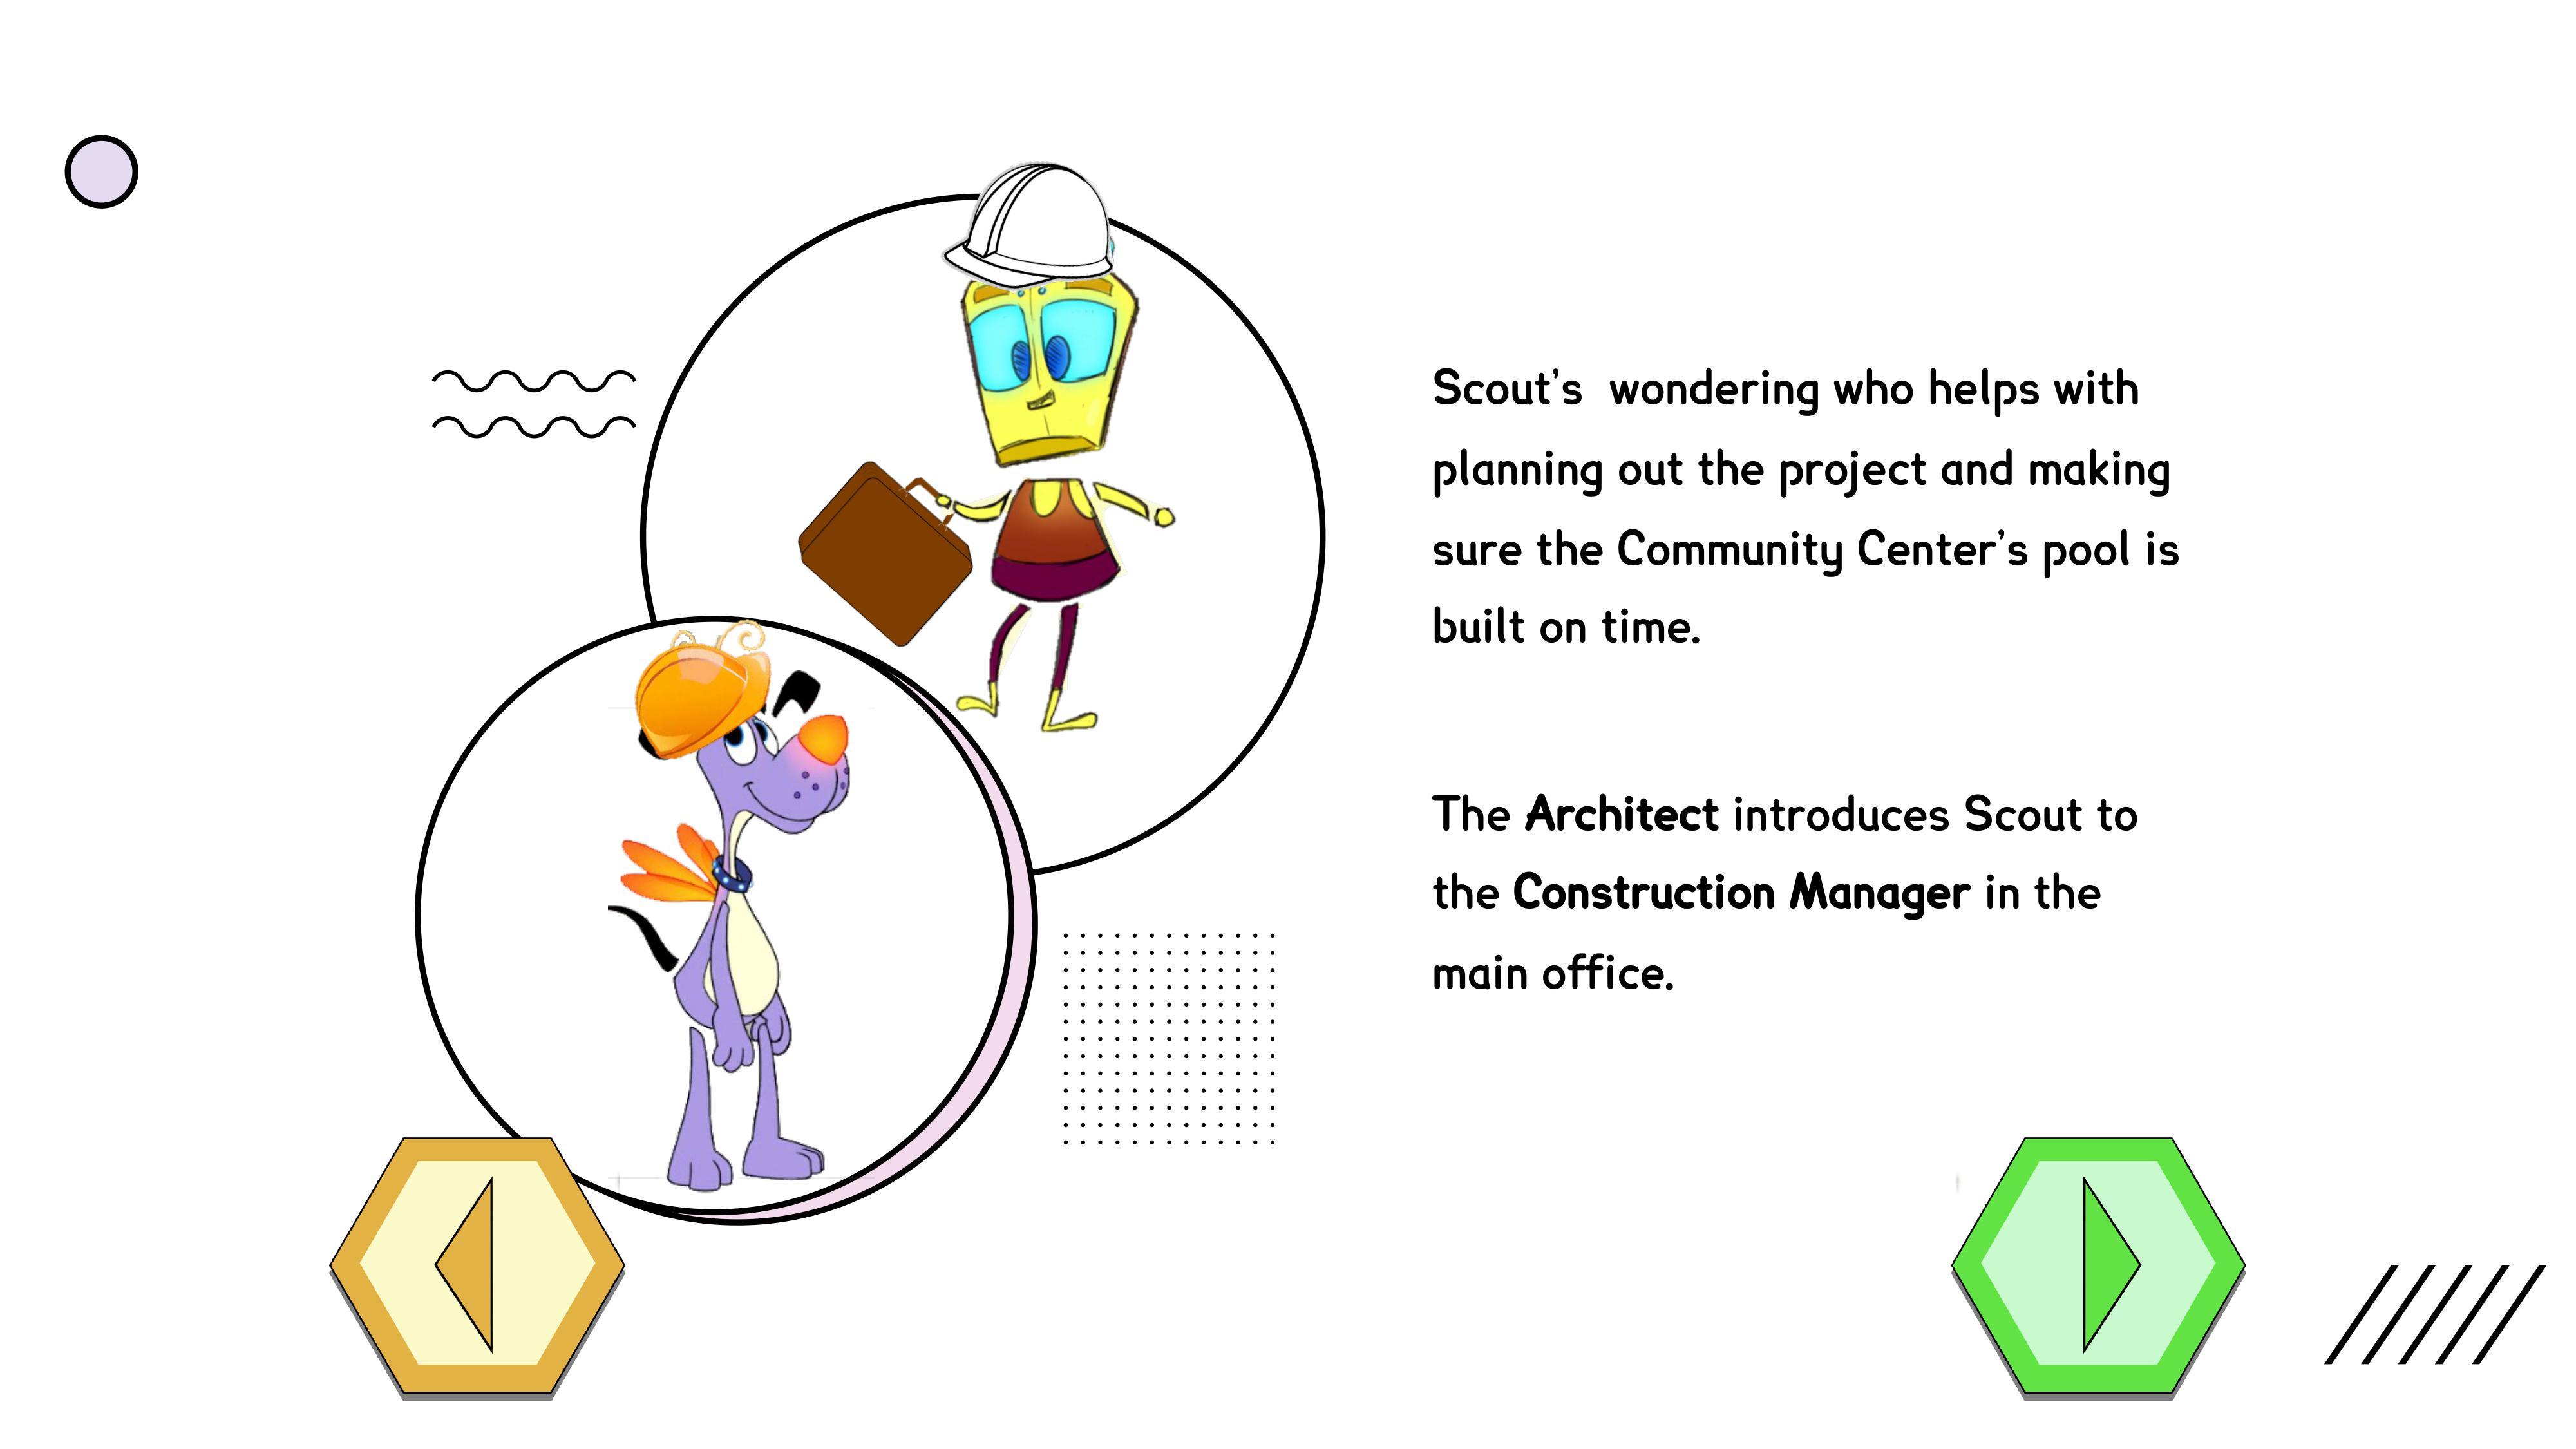 Scout's  wondering who helps with
planning out the project and making
sure the Community Center's pool is
built on time.
The Architect introduces Scout to
the Construction Manager in the
main office.